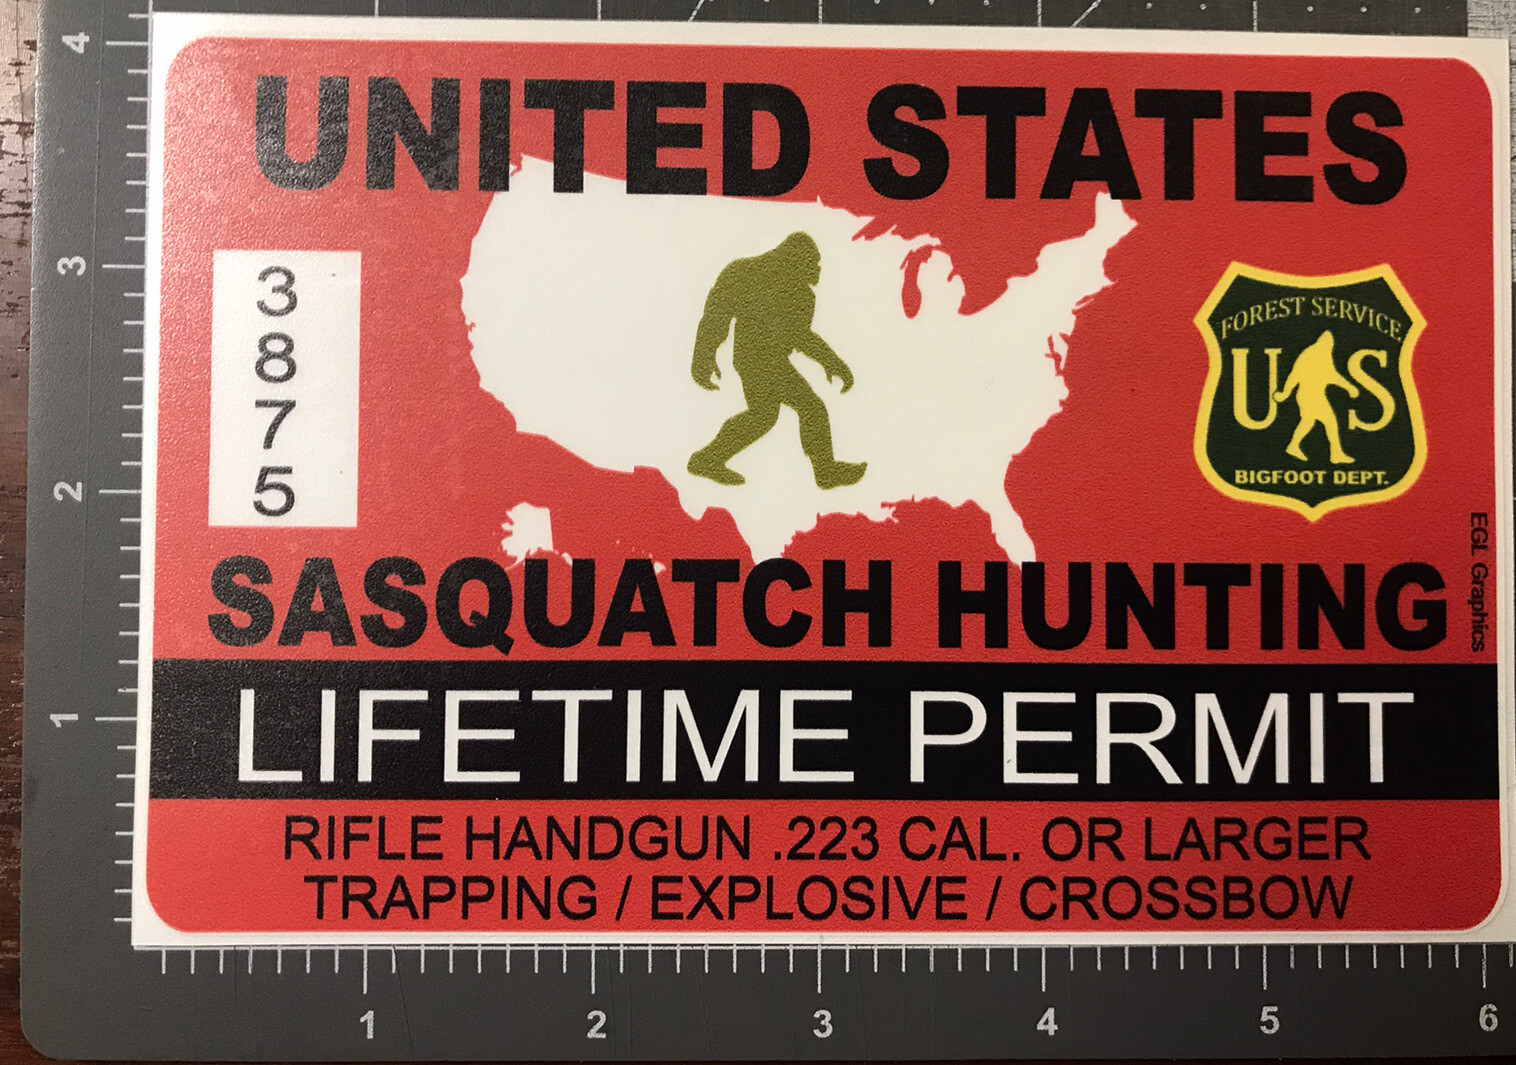 UNITED STATES
3
8
7
5
FOREST SERVICE
U S
BIGFOOT DEPT.
EGL Graphics
SASQUATCH HUNTING
LIFETIME PERMIT
RIFLE HANDGUN .223 CAL. OR LARGER
TRAPPING / EXPLOSIVE / CROSSBOW
4
3
2
1
1
2
3
4
5
6